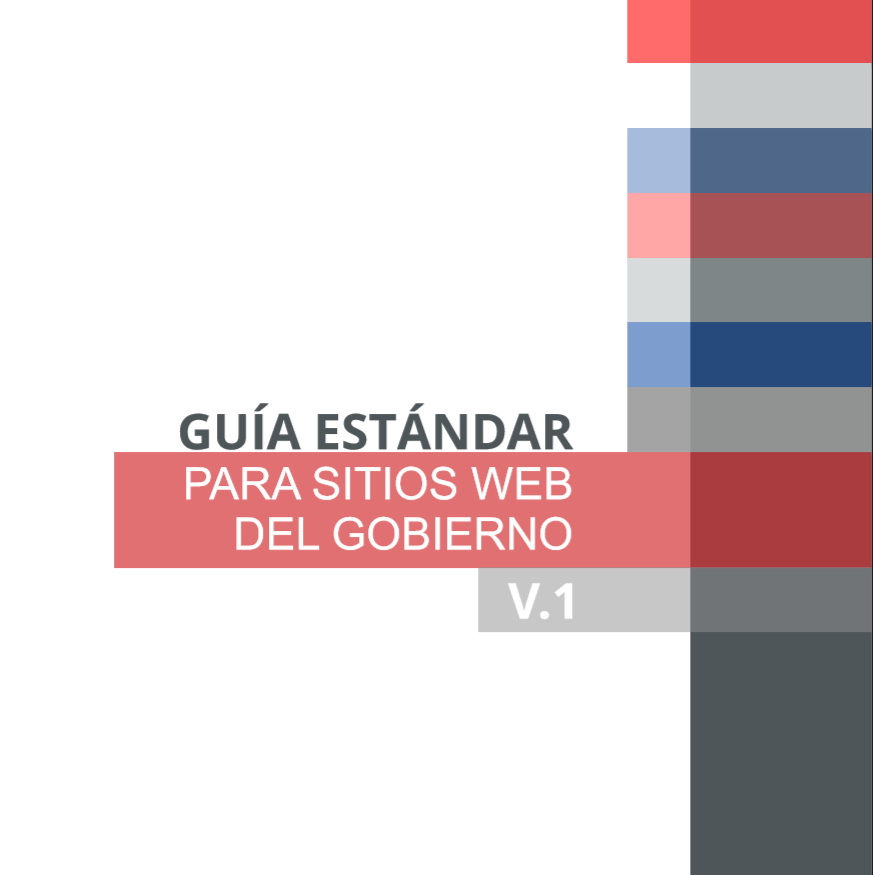 GUÍA ESTÁNDAR
PARA SITIOS WEB
DEL GOBIERNO
V.1